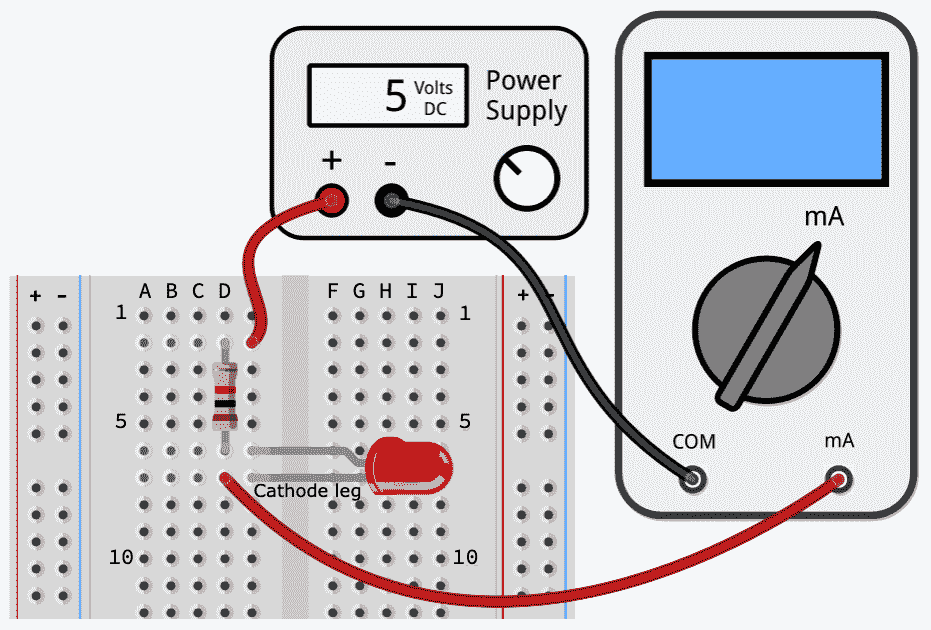 5 Volts DC
Power
Supply
+ -
mA
+ -
A B C D
F G H I J
+ -
1
1
5
5
COM
mA
Cathode leg
10
10